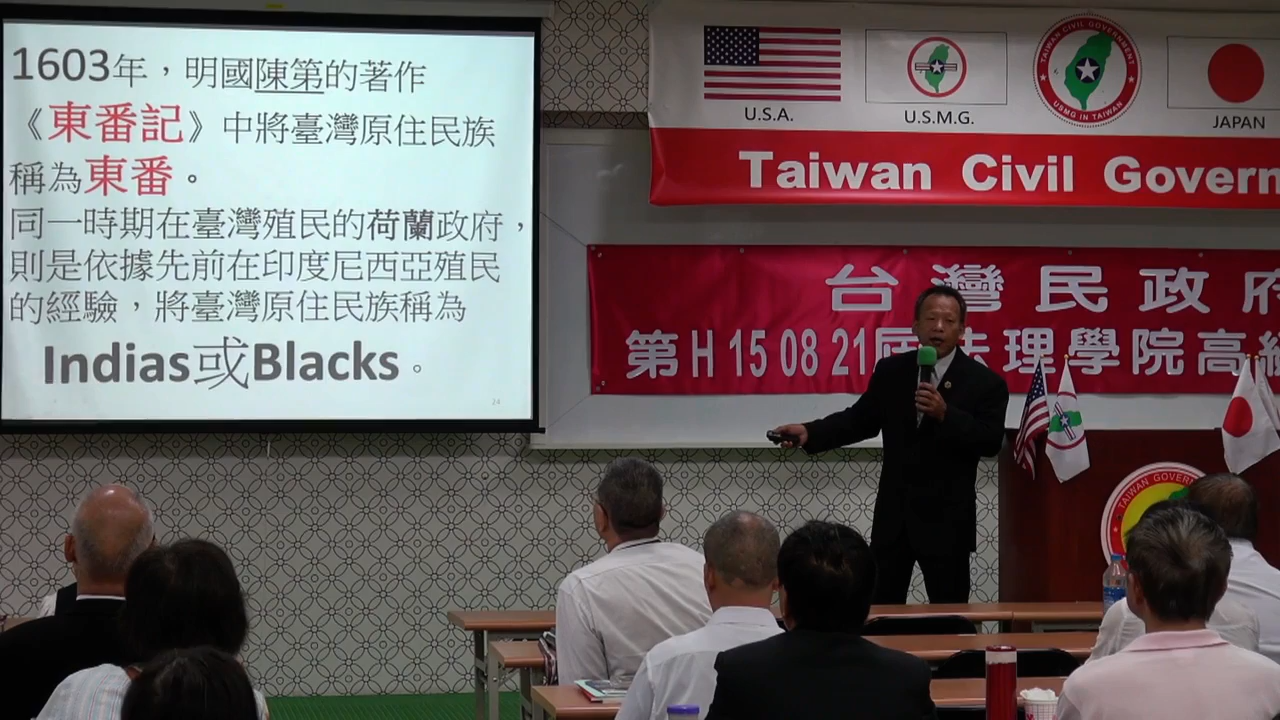 1603年，明國陳第的著作
《東番記》中將臺灣原住民族
稱為東番。
同一時期在臺灣殖民的荷蘭政府，
則是依據先前在印度尼西亞殖民
的經驗，將臺灣原住民族稱為
Indias或Blacks。
24
U.S.A.
U.S.M.G.
TAIWAN CIVIL GOVERNMENT
USMG IN TAIWAN
JAPAN
Taiwan Civil Govern
台灣民政府
第H 15 08 21屆法理學院高級
TAIWAN GOVER